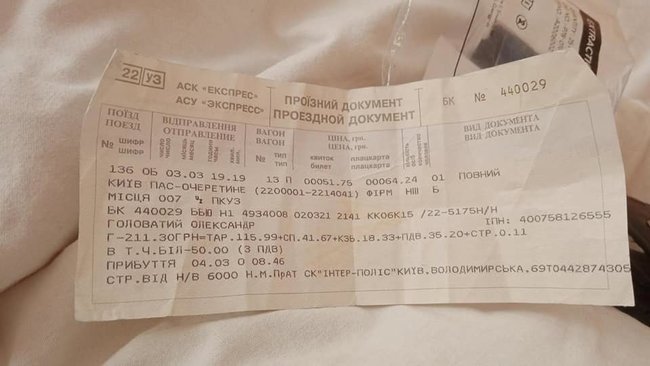 22 УЗ
АСК «ЕКСПРЕС»
АСУ «ЭКСПРЕСС»
ПРОЇЗНИЙ ДОКУМЕНТ
ПРОЕЗДНОЙ ДОКУМЕНТ
БК № 440029
ПОЇЗД ВІДПРАВЛЕННЯ ВАГОН ЦІНА, грн. ВИД ДОКУМЕНТА
ПОЕЗД ОТПРАВЛЕНИЕ ВАГОН ЦЕНА, грн. ВИД ДОКУМЕНТА
№ шифр № тип квиток плацкарта
шифр тип билет плацкарта
136 ОБ 03.03 19.19 13 П 00051.75 00064.24 01 ПОВНИЙ
КИЇВ ПАС-ОЧЕРЕТИНЕ (2200001-2214041) ФІРМ Б
МІСЦЯ 007 ПКУЗ
БК 440029 ББЮ Н1 4934008 020321 2141 КК06К15 /22-5175Н/Н
ГОЛОВАТИЙ ОЛЕКСАНДР ІПН: 400758126555
Г-211.30ГРН=ТАР.115.99+СП.41.67+КЗБ.18.33+ПДВ.35.20+СТР.0.11
В Т.Ч.БІЛ-50.00 (З ПДВ)
ПРИБУТТЯ 04.03 О 08.46
СТР.ВІД Н/В 6000 Н.М.ПрАТ СК"ІНТЕР-ПОЛІС"КИЇВ.ВОЛОДИМИРСЬКА.69Т0442874305